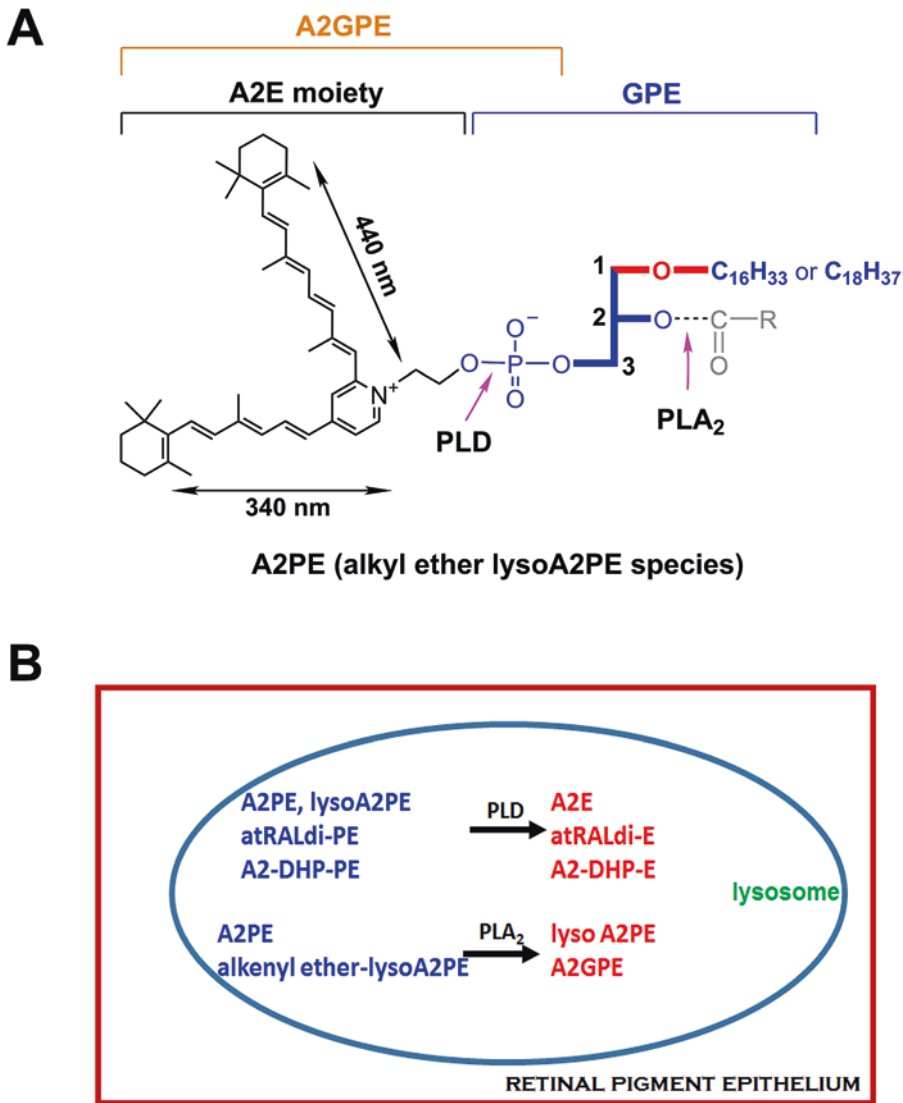 A
A2GPE
A2E moiety
GPE
440 nm
1
O
C16H33 or C18H37
2
O
C
R
O
O−
O
P
O
3
O
N+
PLD
PLA2
340 nm
A2PE (alkyl ether lysoA2PE species)
B
A2PE, lysoA2PE
atRALdi-PE
A2-DHP-PE
PLD
A2E
atRALdi-E
A2-DHP-E
lysosome
A2PE
alkenyl ether-lysoA2PE
PLA2
lyso A2PE
A2GPE
RETINAL PIGMENT EPITHELIUM